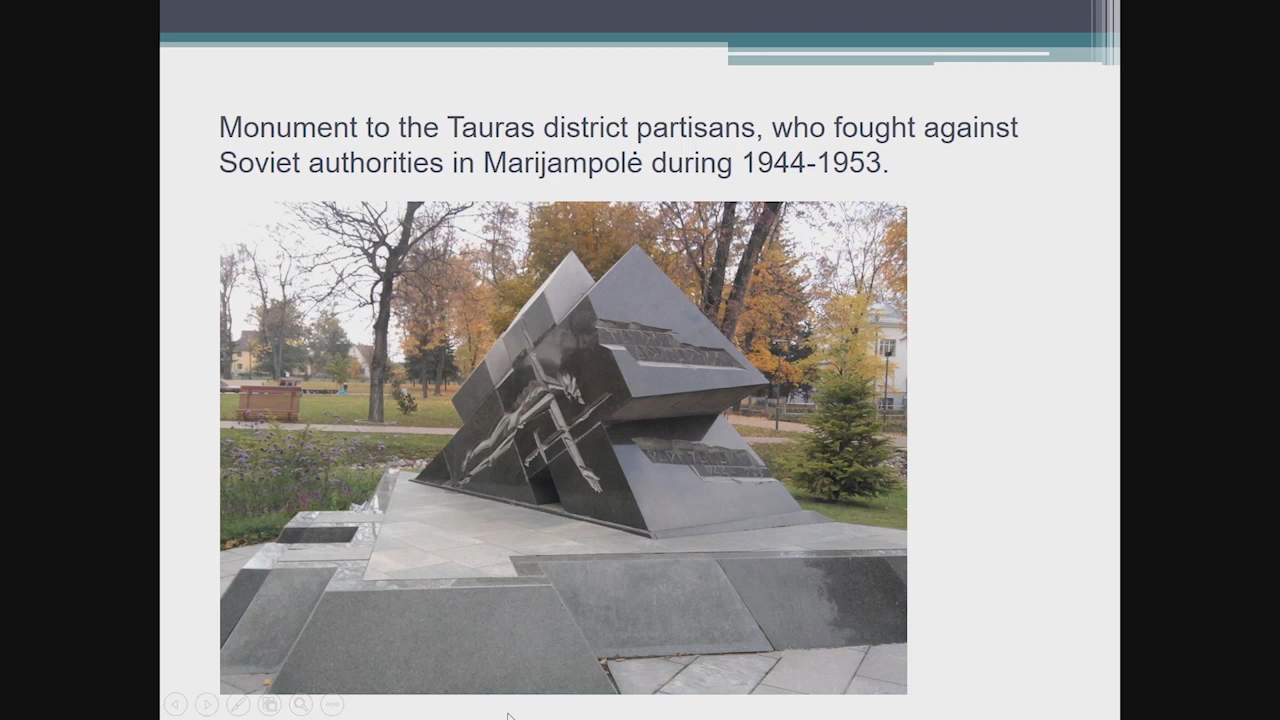 Monument to the Tauras district partisans, who fought against
Soviet authorities in Marijampolė during 1944-1953.